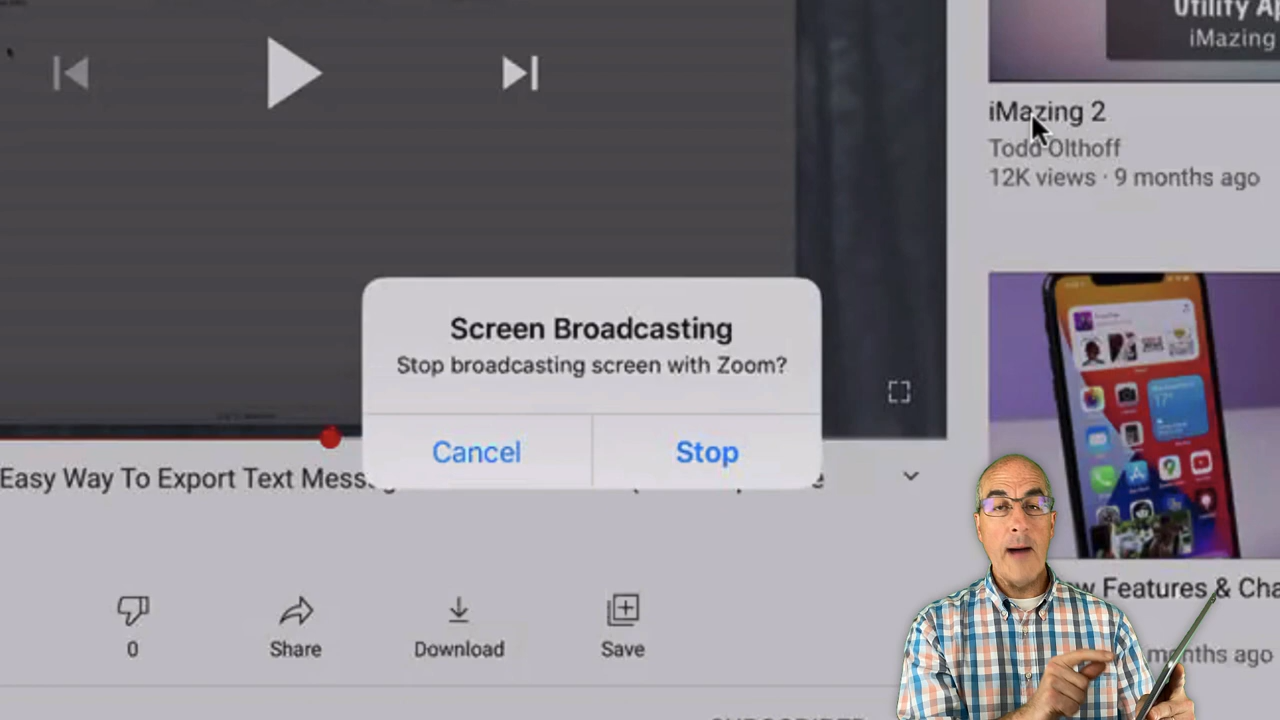 Utility Ap
iMazing
iMazing 2
Todd Olthoff
12K views · 9 months ago
Screen Broadcasting
Stop broadcasting screen with Zoom?
Cancel
Stop
Easy Way To Export Text Mess
17°
0
Share
Download
Save
w Features & Cha
months ago